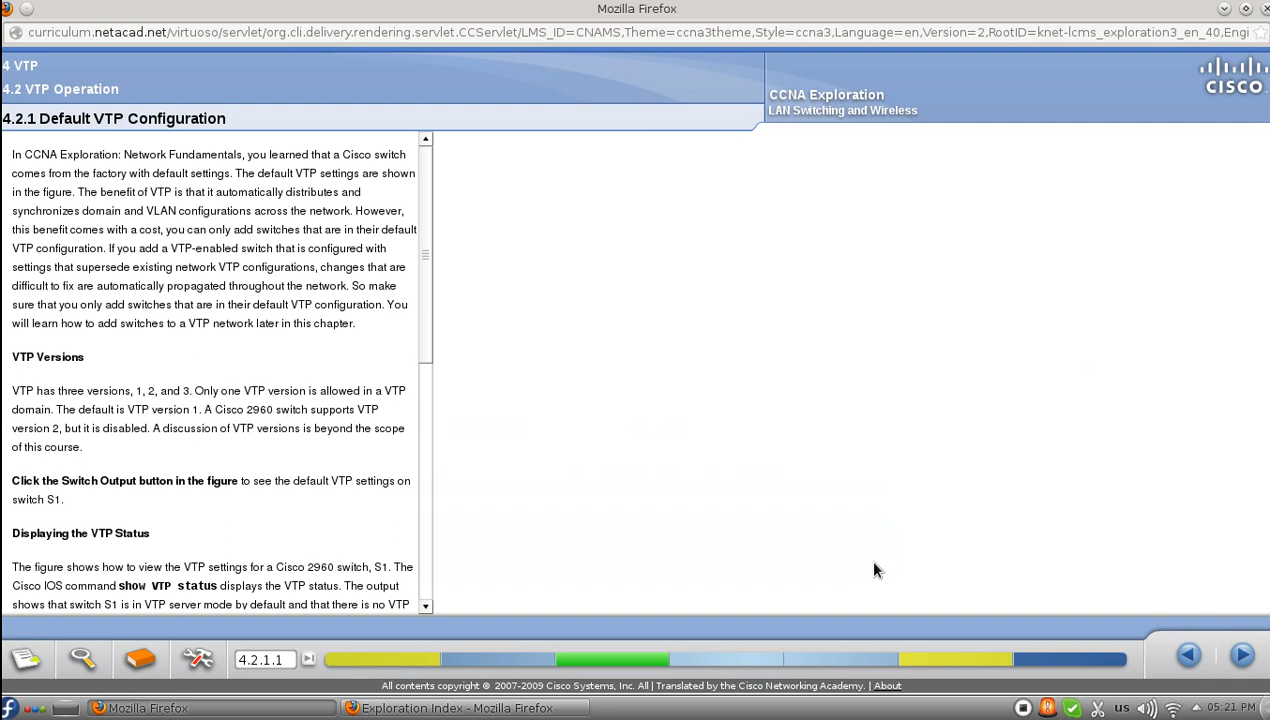 Mozilla Firefox
curriculum.netacad.net/virtuoso/servlet/org.cli.delivery.rendering.servlet.CCServlet/LMS_ID=CNAMS,Theme=ccna3theme,Style=ccna3,Language=en,Version=2,RootID=knet-lcms_exploration3_en_40,Engi
4 VTP
4.2 VTP Operation
4.2.1 Default VTP Configuration
CCNA Exploration
LAN Switching and Wireless
CISCO
In CCNA Exploration: Network Fundamentals, you learned that a Cisco switch
comes from the factory with default settings. The default VTP settings are shown
in the figure. The benefit of VTP is that it automatically distributes and
synchronizes domain and VLAN configurations across the network. However,
this benefit comes with a cost, you can only add switches that are in their default
VTP configuration. If you add a VTP-enabled switch that is configured with
settings that supersede existing network VTP configurations, changes that are
difficult to fix are automatically propagated throughout the network. So make
sure that you only add switches that are in their default VTP configuration. You
will learn how to add switches to a VTP network later in this chapter.
VTP Versions
VTP has three versions, 1, 2, and 3. Only one VTP version is allowed in a VTP
domain. The default is VTP version 1. A Cisco 2960 switch supports VTP
version 2, but it is disabled. A discussion of VTP versions is beyond the scope
of this course.
Click the Switch Output button in the figure to see the default VTP settings on
switch S1.
Displaying the VTP Status
The figure shows how to view the VTP settings for a Cisco 2960 switch, S1. The
Cisco IOS command show VTP status displays the VTP status. The output
shows that switch S1 is in VTP server mode by default and that there is no VTP
4.2.1.1
All contents copyright © 2007-2009 Cisco Systems, Inc. All | Translated by the Cisco Networking Academy. | About
Mozilla Firefox
Exploration Index - Mozilla Firefox
us
05:21 PM